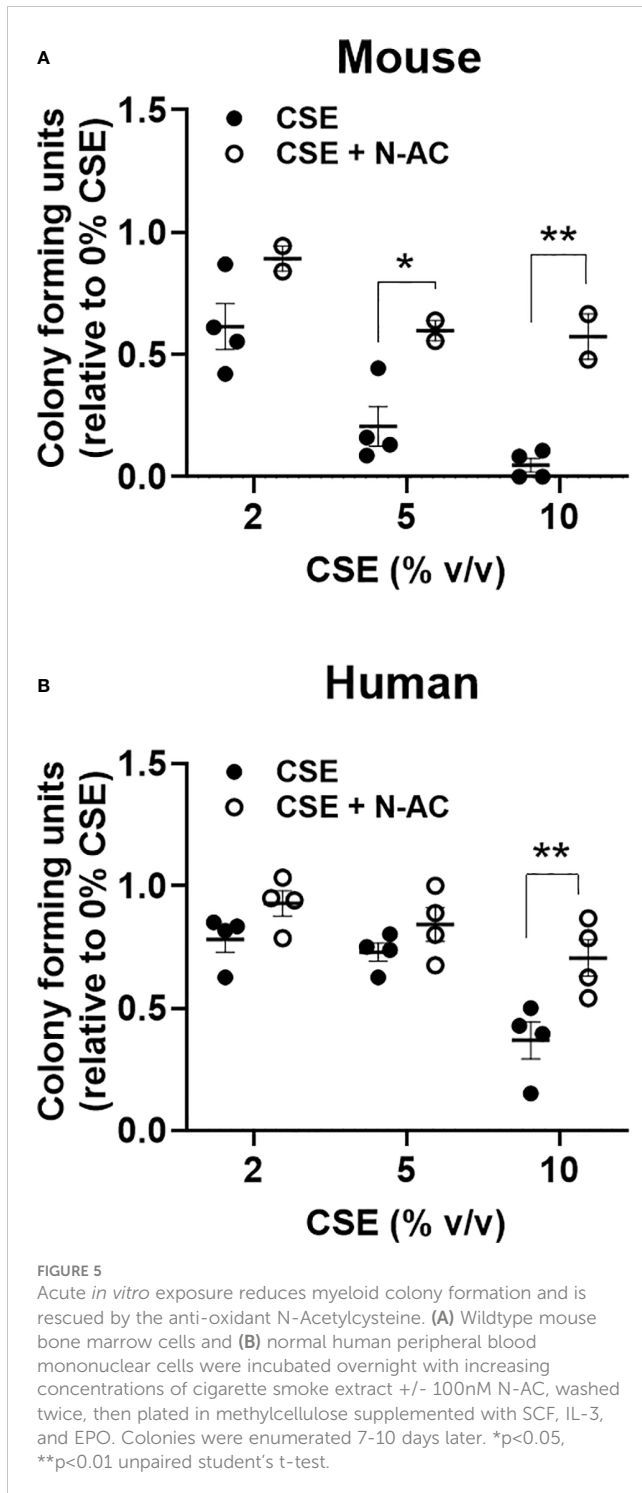 A
Mouse
Colony forming units
(relative to 0% CSE)
1.5
1.0
0.5
0.0
CSE
CSE + N-AC
*
**
2 5 10
CSE (% v/v)
B
Human
Colony forming units
(relative to 0% CSE)
1.5
1.0
0.5
0.0
CSE
CSE + N-AC
**
2 5 10
CSE (% v/v)
FIGURE 5
Acute in vitro exposure reduces myeloid colony formation and is
rescued by the anti-oxidant N-Acetylcysteine. (A) Wildtype mouse
bone marrow cells and (B) normal human peripheral blood
mononuclear cells were incubated overnight with increasing
concentrations of cigarette smoke extract +/- 100nM N-AC, washed
twice, then plated in methylcellulose supplemented with SCF, IL-3,
and EPO. Colonies were enumerated 7-10 days later. *p<0.05,
**p<0.01 unpaired student's t-test.